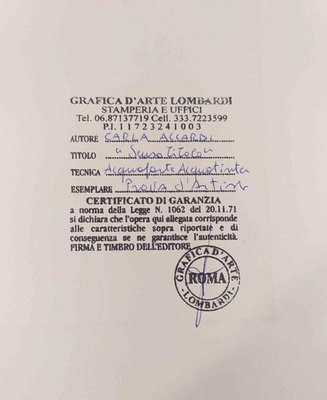 GRAFICA D'ARTE LOMBARDI
STAMPERIA E UFFICI
Tel. 06.87137719 Cell. 333.7223599
P.I. 11723241003
AUTORE CARLA ACCARDI
TITOLO "Senza titolo"
TECNICA Acquaforte Acquatinta
ESEMPLARE Prova d'Artista
CERTIFICATO DI GARANZIA
a norma della Legge N. 1062 del 20.11.71
si dichiara che l'opera qui allegata corrisponde
alle caratteristiche sopra riportate e di
conseguenza se ne garantisce l'autenticità.
FIRMA E TIMBRO DELL'EDITORE
GRAFICA D'ARTE
ROMA
LOMBARDI